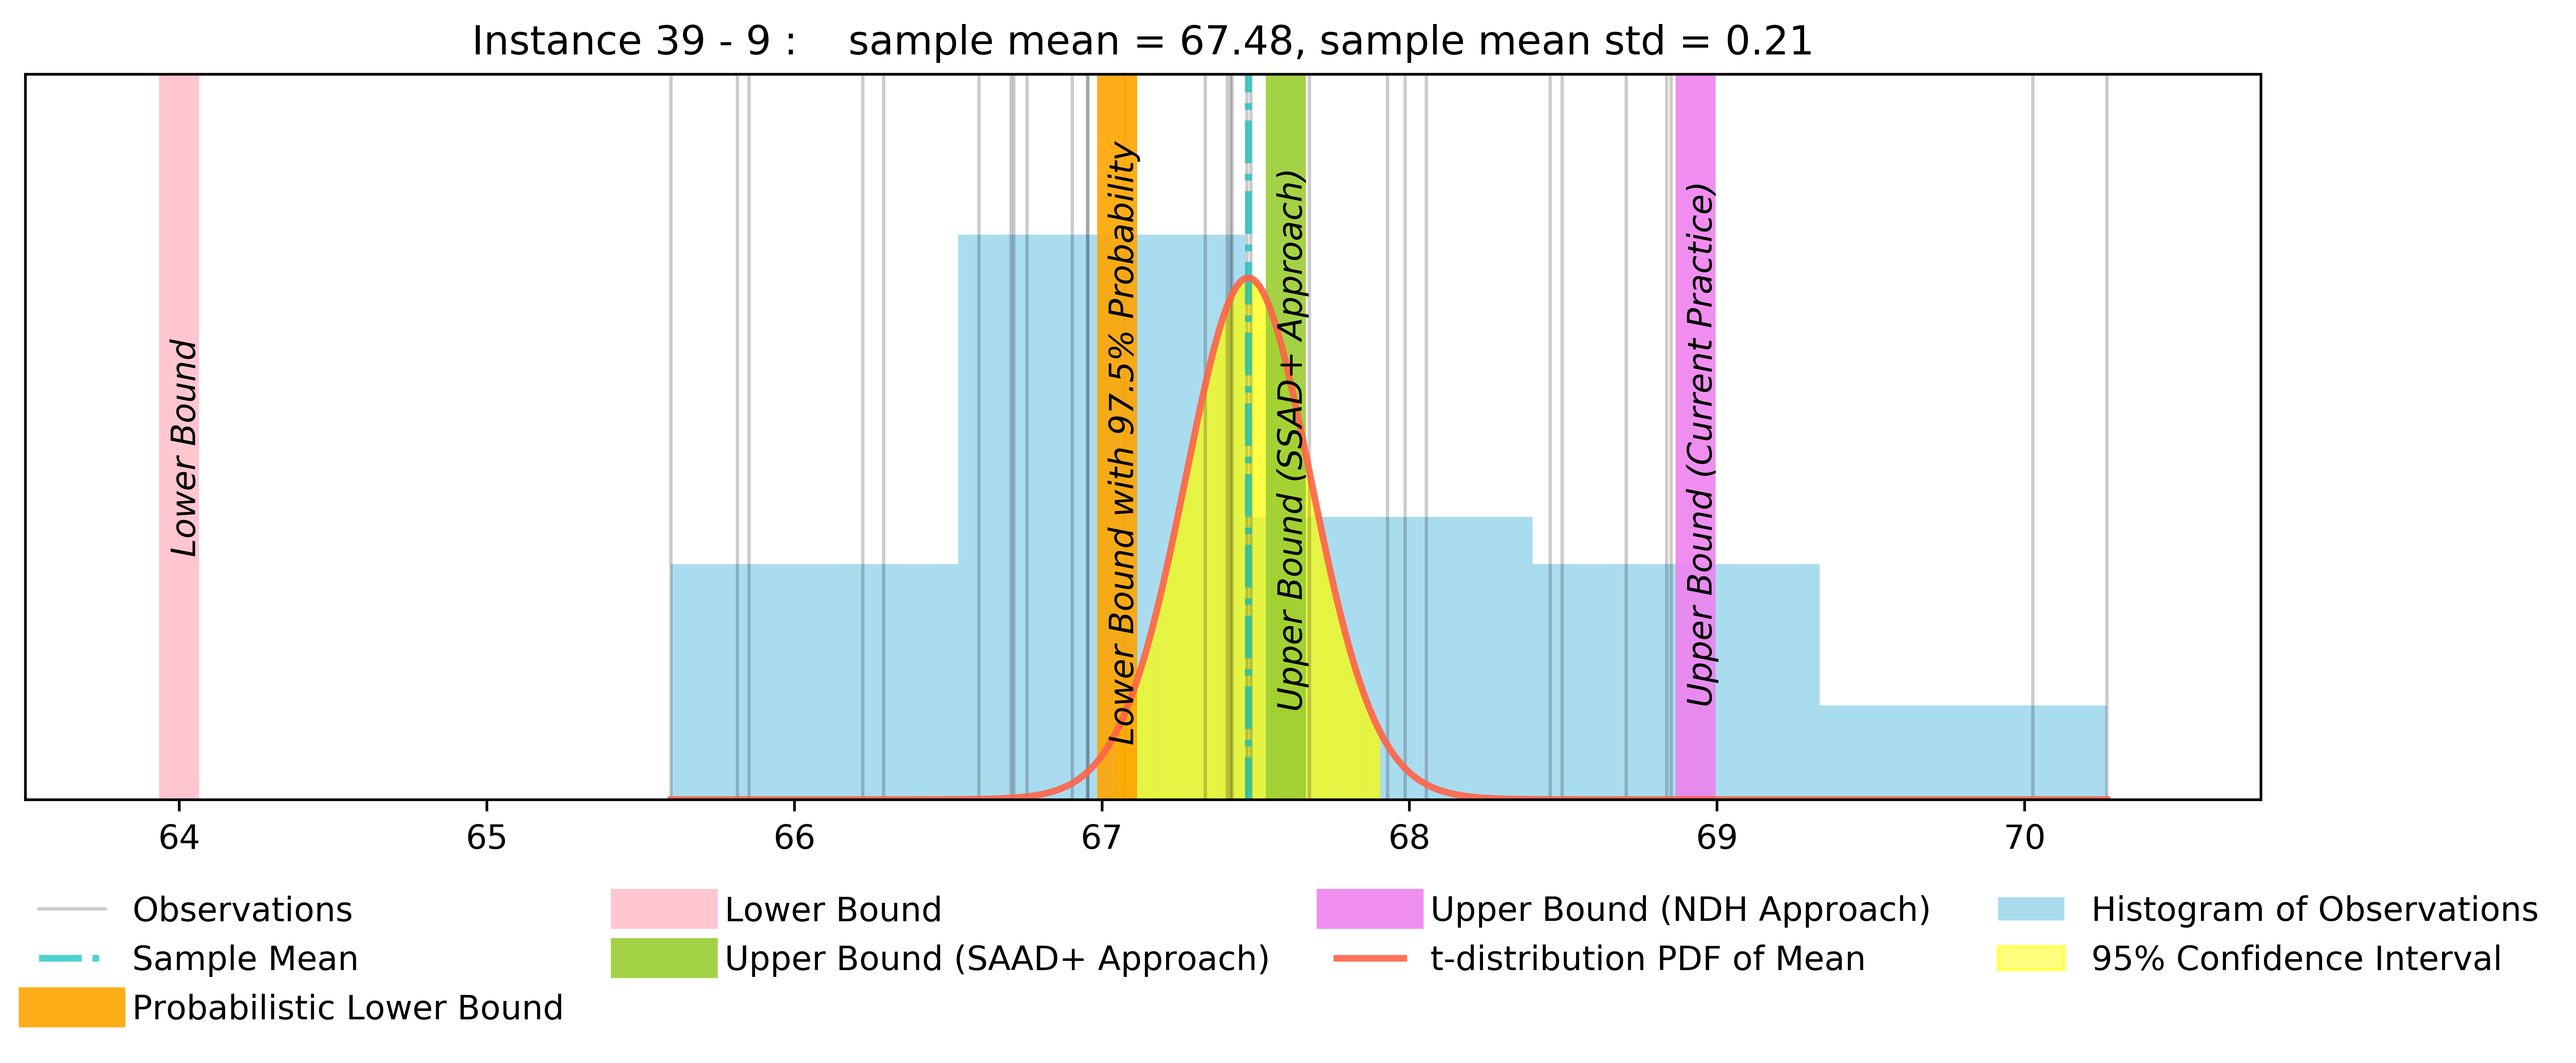 Instance 39 - 9 :    sample mean = 67.48, sample mean std = 0.21
Lower Bound
Lower Bound with 97.5% Probability
Upper Bound (SSAD+ Approach)
Upper Bound (Current Practice)
64 65 66 67 68 69 70
Observations
Sample Mean
Probabilistic Lower Bound
Lower Bound
Upper Bound (SAAD+ Approach)
Upper Bound (NDH Approach)
t-distribution PDF of Mean
Histogram of Observations
95% Confidence Interval